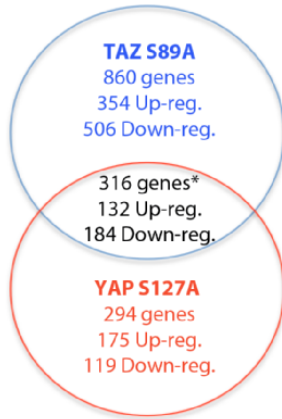 TAZ S89A
860 genes
354 Up-reg.
506 Down-reg.
316 genes*
132 Up-reg.
184 Down-reg.
YAP S127A
294 genes
175 Up-reg.
119 Down-reg.